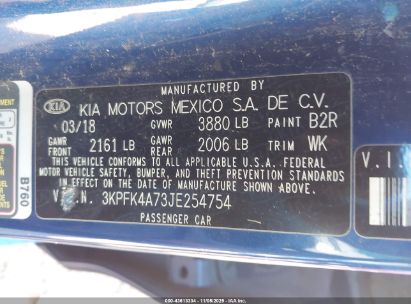 MANUFACTURED BY
KIA KIA MOTORS MEXICO S.A. DE C.V.
03/18 GVWR 3880 LB PAINT B2R
GAWR FRONT 2161 LB GAWR REAR 2006 LB TRIM WK
THIS VEHICLE CONFORMS TO ALL APPLICABLE U.S.A. FEDERAL
MOTOR VEHICLE SAFETY, BUMPER, AND THEFT PREVENTION STANDARDS
IN EFFECT ON THE DATE OF MANUFACTURE SHOWN ABOVE.
V. I. N. 3KPFK4A73JE254754
PASSENGER CAR
B760
V.I